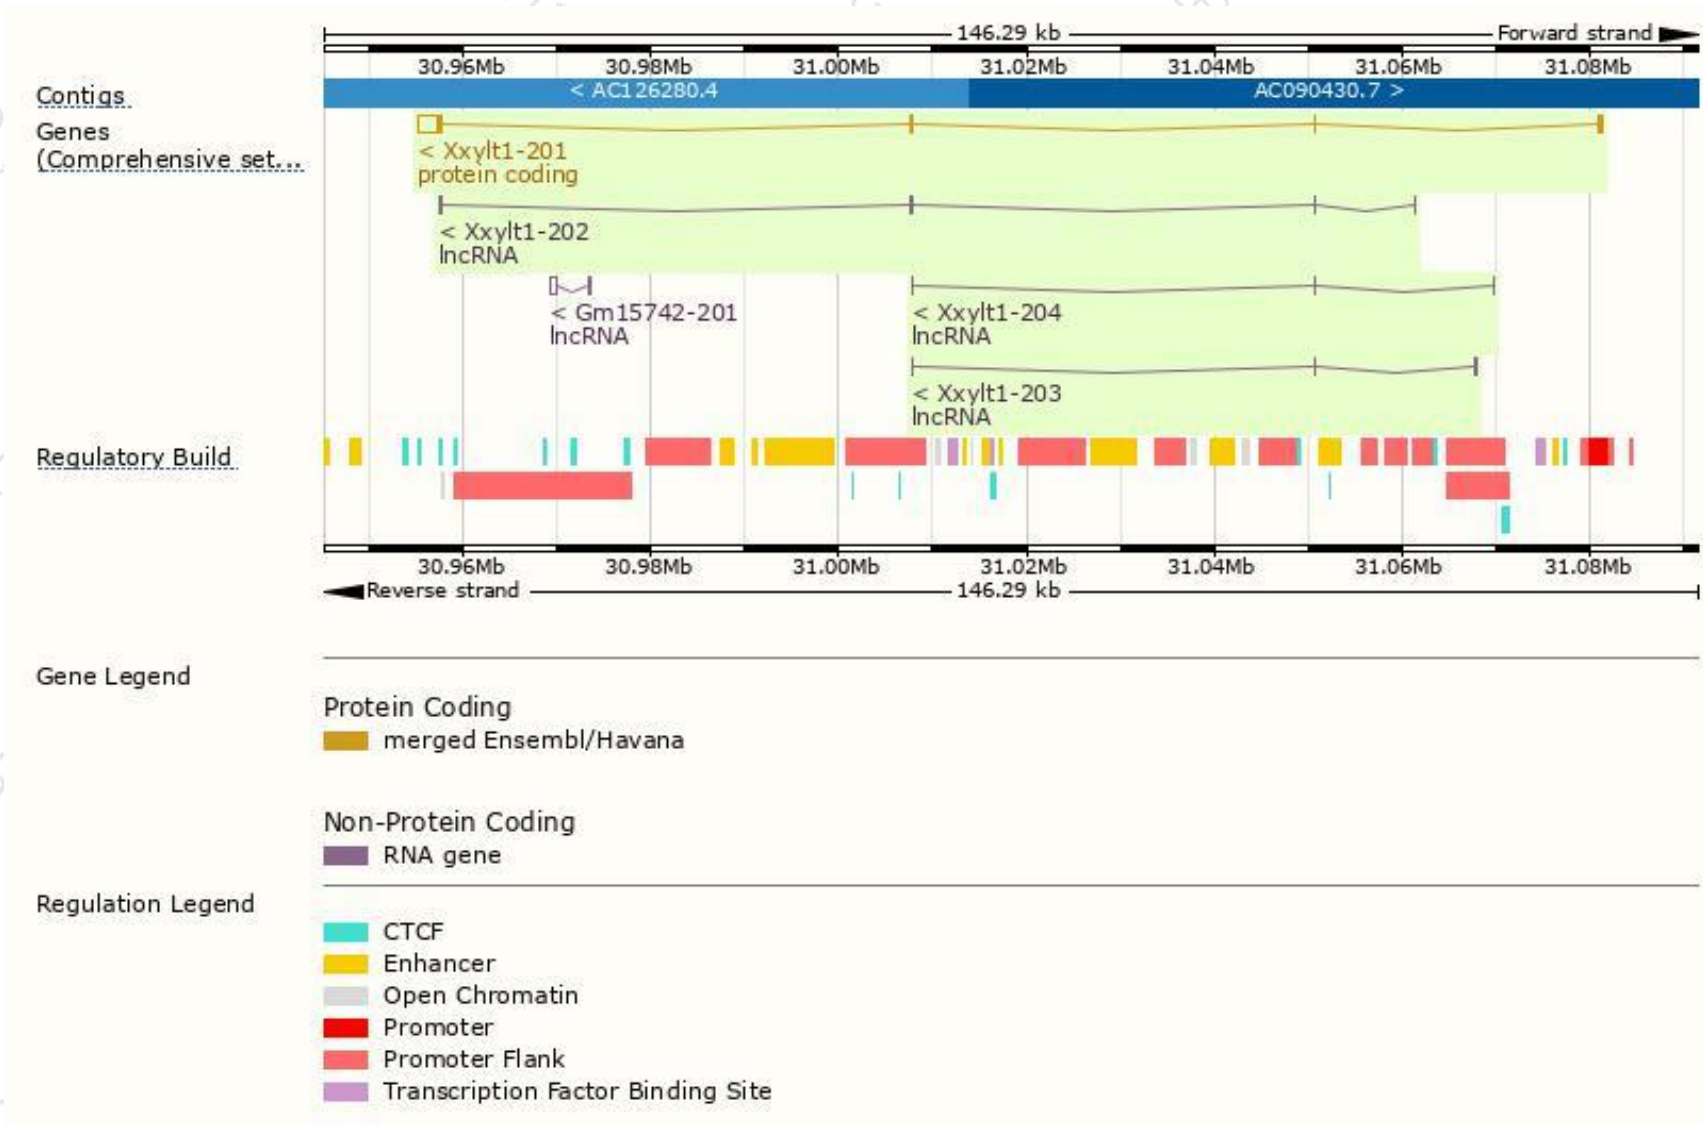 146.29 kb Forward strand
30.96Mb 30.98Mb 31.00Mb 31.02Mb 31.04Mb 31.06Mb 31.08Mb
Contigs < AC126280.4 AC090430.7 >
Genes
(Comprehensive set...
< Xxylt1-201
protein coding
< Xxylt1-202
lncRNA
< Gm15742-201 < Xxylt1-204
lncRNA lncRNA
< Xxylt1-203
lncRNA
Regulatory Build
30.96Mb 30.98Mb 31.00Mb 31.02Mb 31.04Mb 31.06Mb 31.08Mb
Reverse strand 146.29 kb
Gene Legend
Protein Coding
merged Ensembl/Havana
Non-Protein Coding
RNA gene
Regulation Legend
CTCF
Enhancer
Open Chromatin
Promoter
Promoter Flank
Transcription Factor Binding Site